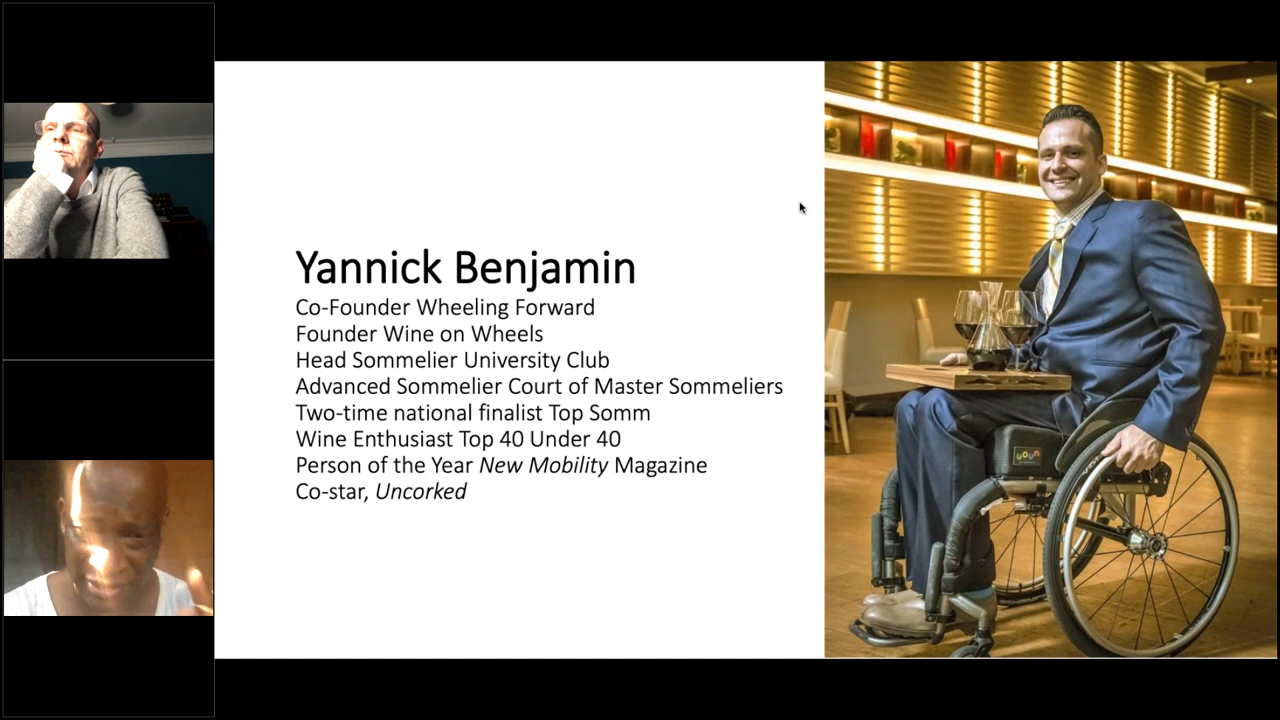 Yannick Benjamin
Co-Founder Wheeling Forward
Founder Wine on Wheels
Head Sommelier University Club
Advanced Sommelier Court of Master Sommeliers
Two-time national finalist Top Somm
Wine Enthusiast Top 40 Under 40
Person of the Year New Mobility Magazine
Co-star, Uncorked